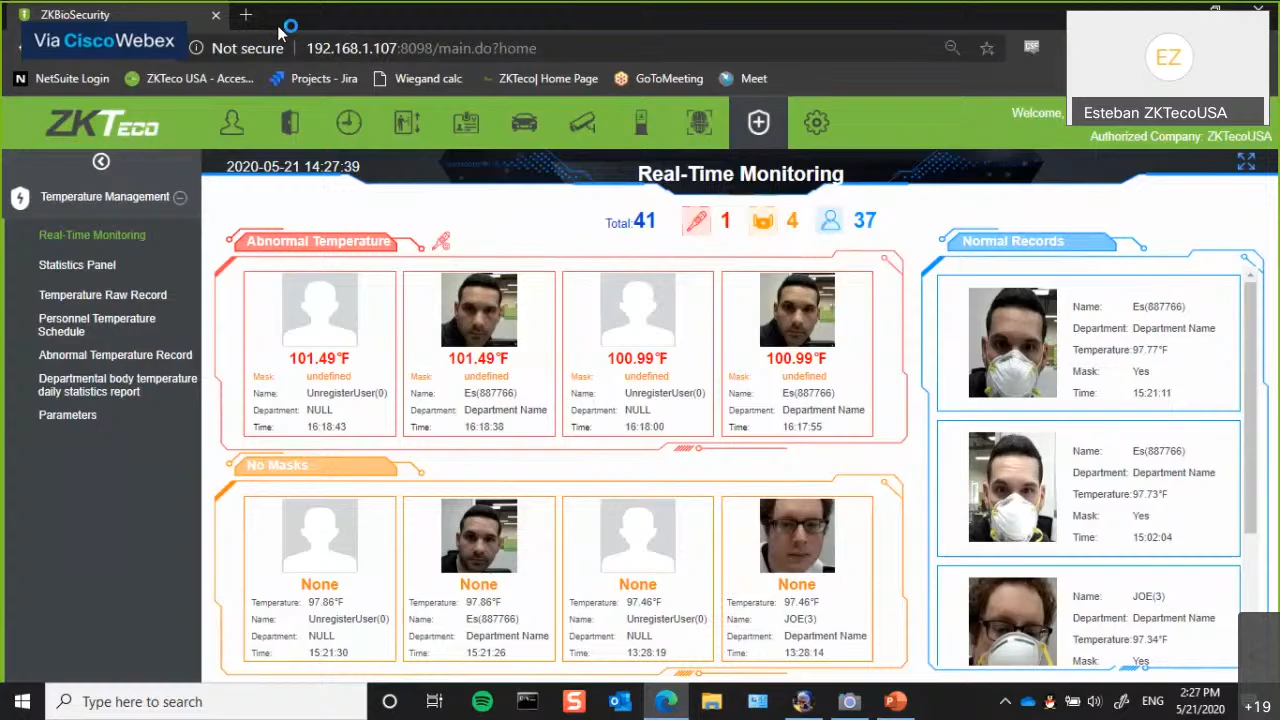 ZKBioSecurity
Via CiscoWebex
Not secure
192.168.1.107:8098/main.do?home
CSF
EZ
Esteban ZKTecoUSA
NetSuite Login
ZKTeco USA - Acces...
Projects - Jira
Wiegand calc
ZKTeco| Home Page
GoToMeeting
Meet
ZKTeco
Welcome,
Authorized Company: ZKTecoUSA
2020-05-21 14:27:39
Real-Time Monitoring
Temperature Management
Real-Time Monitoring
Statistics Panel
Temperature Raw Record
Personnel Temperature
Schedule
Abnormal Temperature Record
Departmental body temperature
daily statistics report
Parameters
Total:41
1
4
37
Abnormal Temperature
101.49°F
Mask: undefined
Name: UnregisterUser(0)
Department: NULL
Time: 16:18:43
101.49°F
Mask: undefined
Name: Es(887766)
Department: Department Name
Time: 16:18:38
100.99°F
Mask: undefined
Name: UnregisterUser(0)
Department: NULL
Time: 16:18:00
100.99°F
Mask: undefined
Name: Es(887766)
Department: Department Name
Time: 16:17:55
No Masks
None
Temperature: 97.86°F
Name: UnregisterUser(0)
Department: NULL
Time: 15:21:30
None
Temperature: 97.86°F
Name: Es(887766)
Department: Department Name
Time: 15:21:26
None
Temperature: 97.46°F
Name: UnregisterUser(0)
Department: NULL
Time: 13:28:19
None
Temperature: 97.46°F
Name: JOE(3)
Department: Department Name
Time: 13:28:14
Normal Records
Name: Es(887766)
Department: Department Name
Temperature:97.77°F
Mask: Yes
Time: 15:21:11
Name: Es(887766)
Department: Department Name
Temperature:97.73°F
Mask: Yes
Time: 15:02:04
Name: JOE(3)
Department: Department Name
Temperature:97.34°F
Mask: Yes
Type here to search
ENG
2:27 PM
5/21/2020
+19